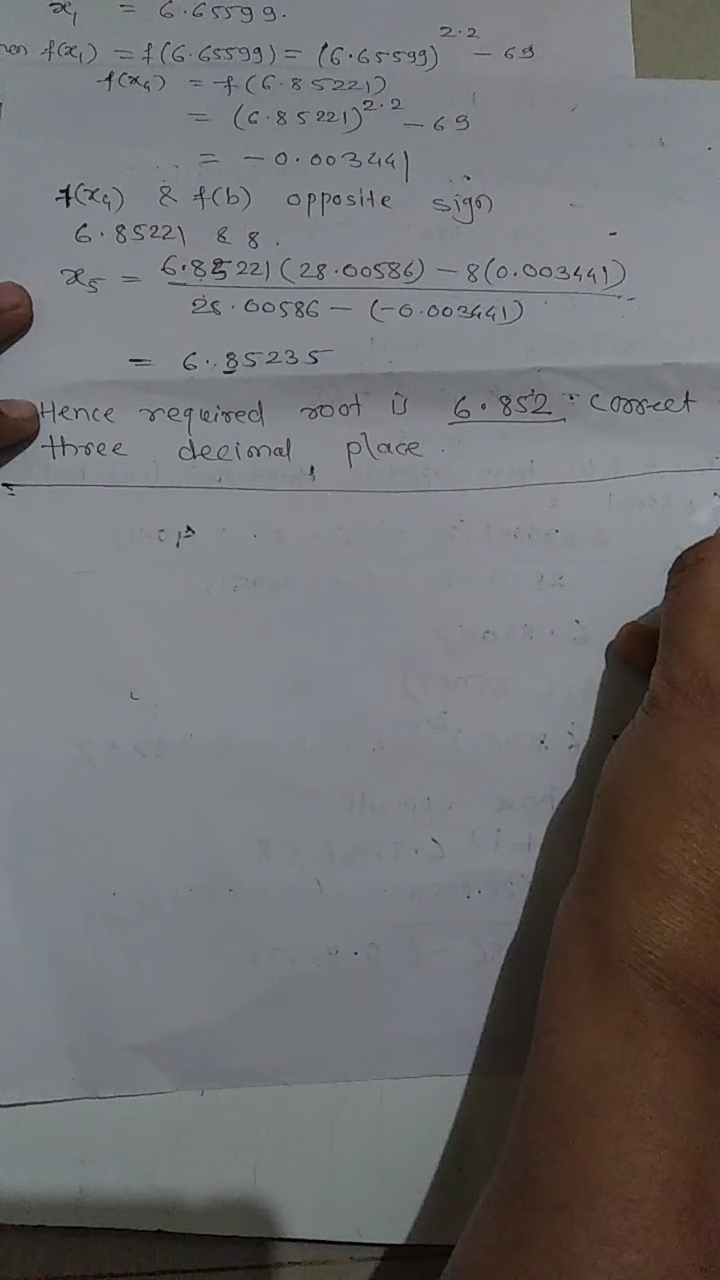 x₁ = 6.65599.
f(x₁) = f(6.65599) = (6.65599)^2.2 - 69
f(x₄) = f(6.85221)
= (6.85221)^2.2 - 69
= - 0.003441
f(x₄) & f(b) opposite sign
6.85221 & 8.
x₅ = 6.85221(28.00586) - 8(0.003441)
28.00586 - (-0.003441)
= 6.85235
Hence required root is 6.852 correct
three decimal place.